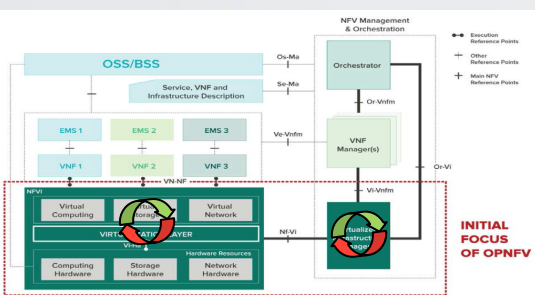 NFV Management
& Orchestration
Execution
Reference Points
Other
Reference Points
Main NFV
Reference Points
OSS/BSS
Os-Ma
Orchestrator
Se-Ma
Service, VNF and
Infrastructure Description
Or-Vnfm
EMS 1
EMS 2
EMS 3
Ve-Vnfm
VNF
Manager(s)
Or-Vi
VNF 1
VNF 2
VNF 3
VN-NF
Vi-Vnfm
NFVI
Virtual
Computing
Virtual
Network
Nf-Vi
Hardware Resources
Computing
Hardware
Storage
Hardware
Network
Hardware
INITIAL
FOCUS
OF OPNFV